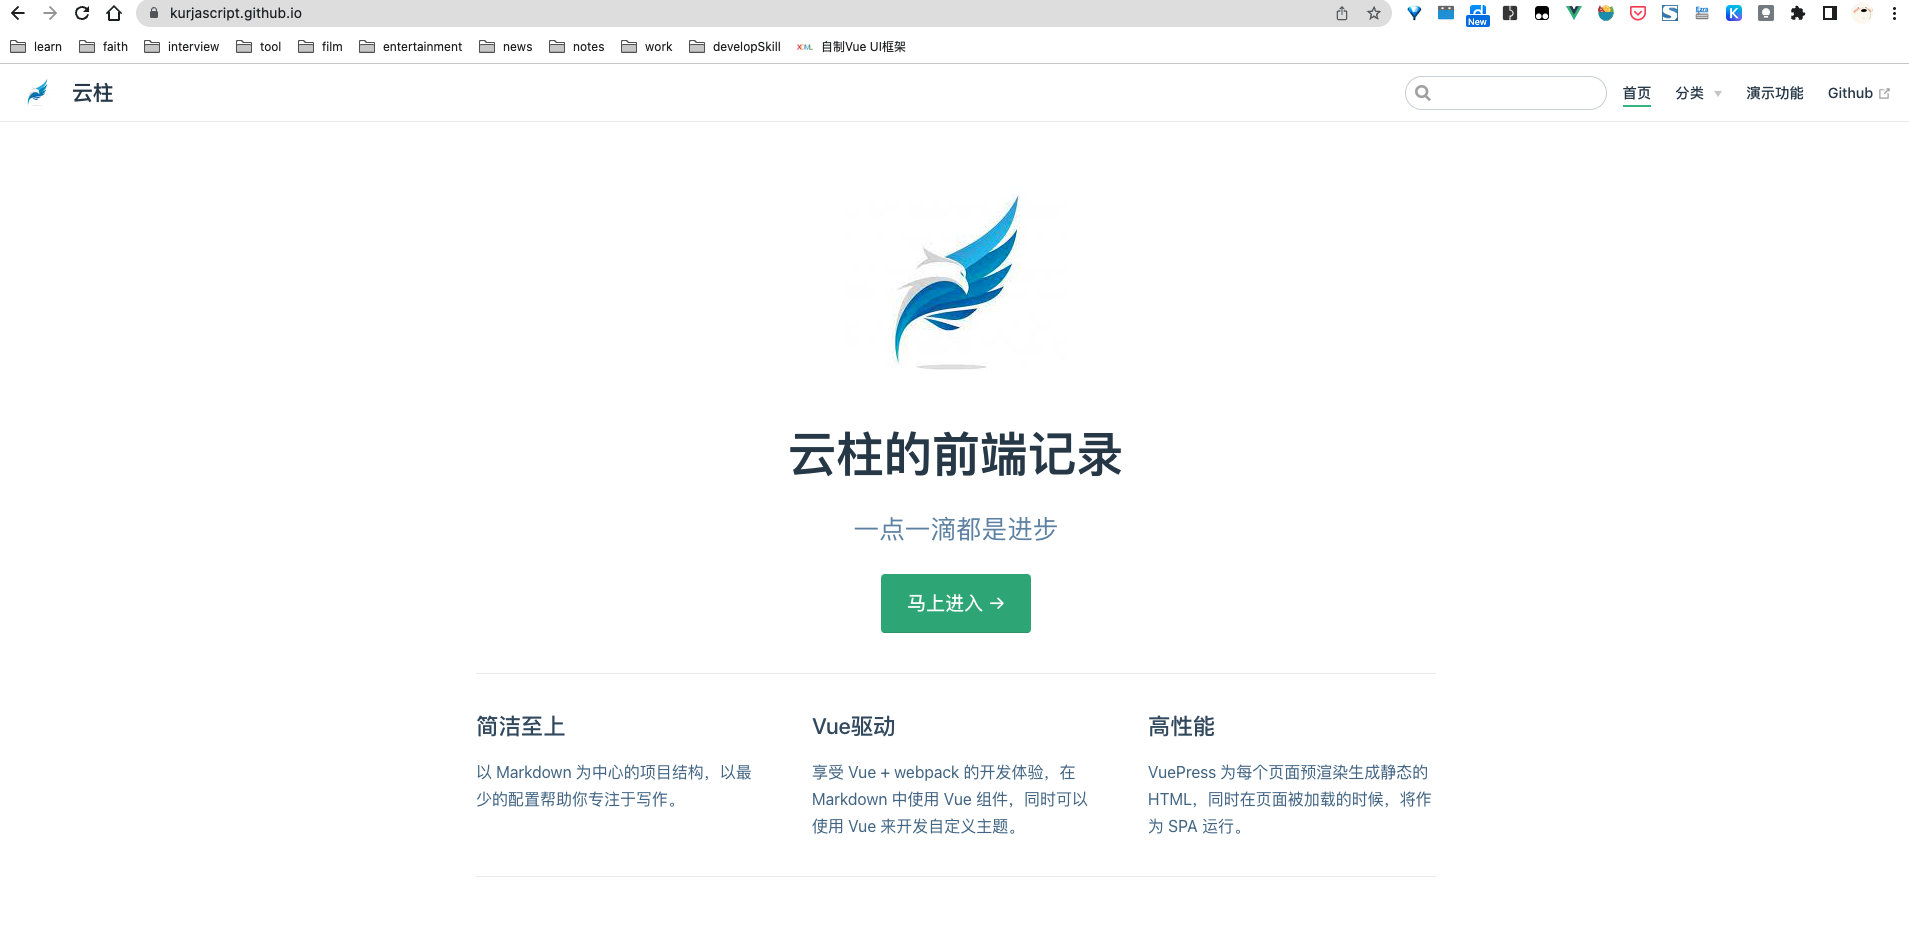 kurjascript.github.io
New
learn faith interview tool film entertainment news notes work developSkill XML 自制Vue UI框架
云柱
首页 分类 演示功能 Github
云柱的前端记录
一点一滴都是进步
马上进入 →
简洁至上
以 Markdown 为中心的项目结构，以最
少的配置帮助你专注于写作。
Vue驱动
享受 Vue + webpack 的开发体验，在
Markdown 中使用 Vue 组件，同时可以
使用 Vue 来开发自定义主题。
高性能
VuePress 为每个页面预渲染生成静态的
HTML，同时在页面被加载的时候，将作
为 SPA 运行。